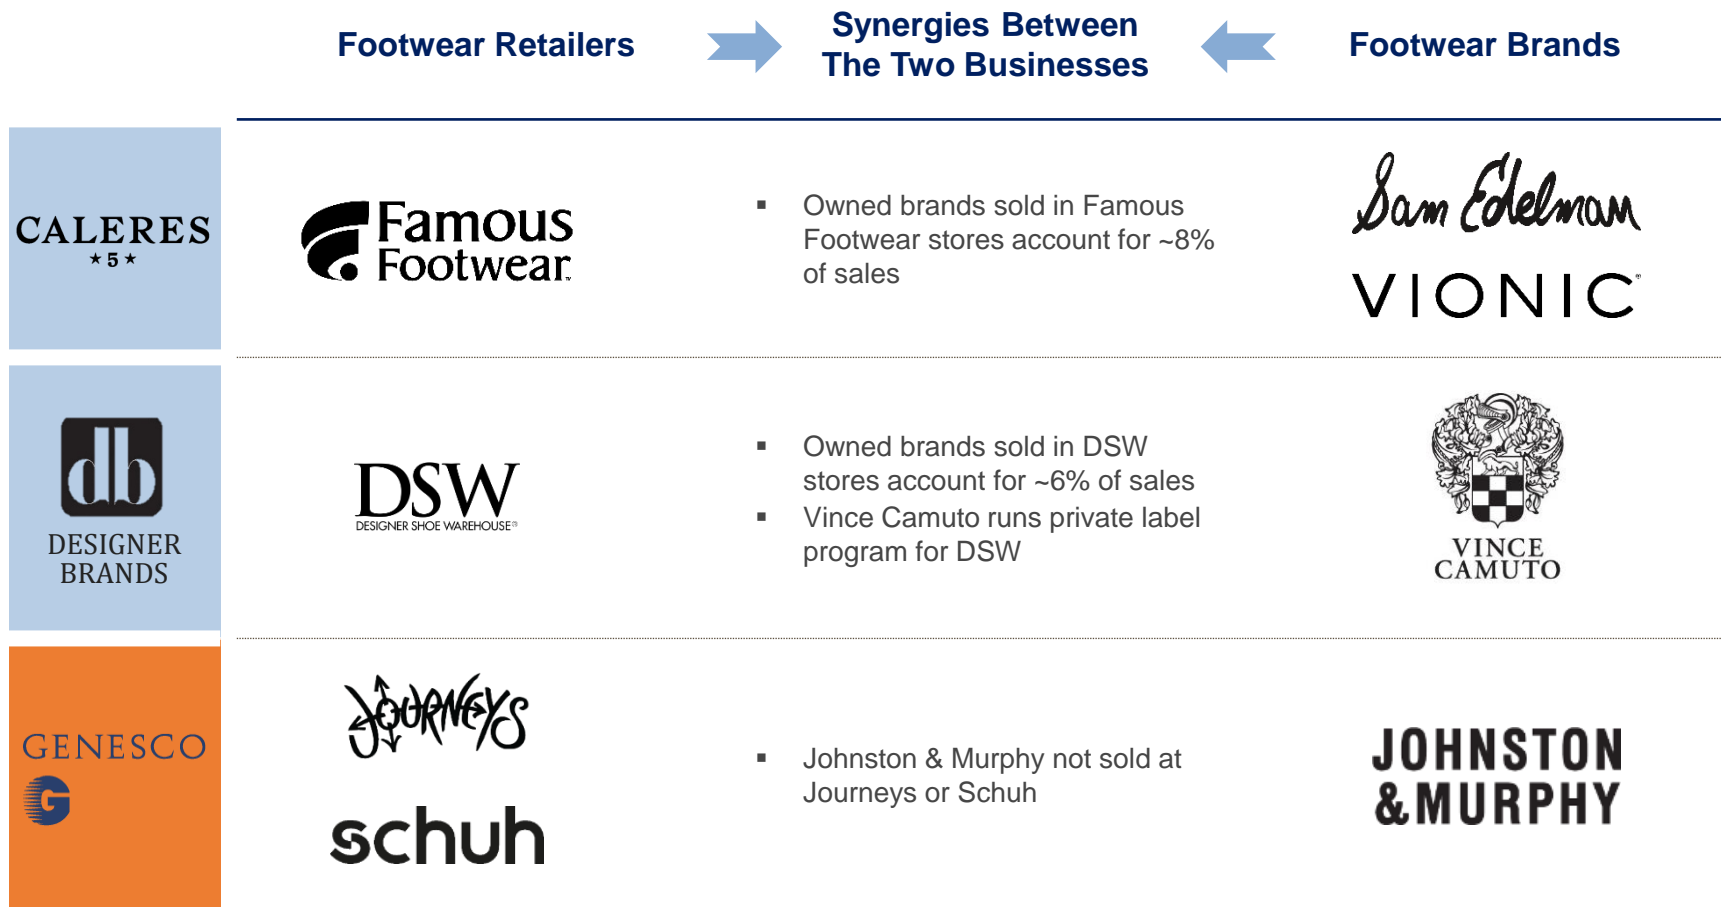 Footwear Retailers
Synergies Between
The Two Businesses
Footwear Brands
CALERES
★5★
Famous
Footwear™
▪ Owned brands sold in Famous
Footwear stores account for ~8%
of sales
Sam Edelman
VIONIC®
db
DESIGNER
BRANDS
DSW
DESIGNER SHOE WAREHOUSE®
▪ Owned brands sold in DSW
stores account for ~6% of sales
▪ Vince Camuto runs private label
program for DSW
VINCE
CAMUTO
GENESCO
G
JOURNEYS
schuh
▪ Johnston & Murphy not sold at
Journeys or Schuh
JOHNSTON
&MURPHY